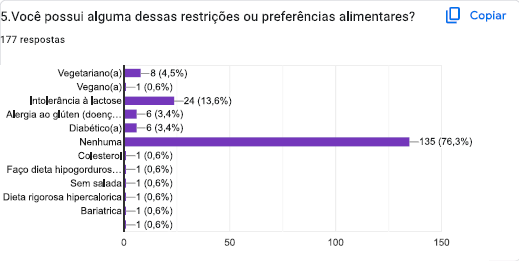 5.Você possui alguma dessas restrições ou preferências alimentares?
Copiar
177 respostas
Vegetariano(a) 8 (4,5%)
Vegano(a) 1 (0,6%)
Intolerância à lactose 24 (13,6%)
Alergia ao glúten (doenç... 6 (3,4%)
Diabético(a) 6 (3,4%)
Nenhuma 135 (76,3%)
Colesterol 1 (0,6%)
Faço dieta hipogorduros... 1 (0,6%)
Sem salada 1 (0,6%)
Dieta rigorosa hipercalorica 1 (0,6%)
Bariatrica 1 (0,6%)
1 (0,6%)
0 50 100 150